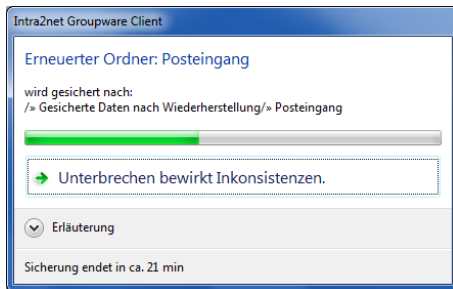 Intra2net Groupware Client
Erneuerter Ordner: Posteingang
wird gesichert nach:
/» Gesicherte Daten nach Wiederherstellung/» Posteingang
Unterbrechen bewirkt Inkonsistenzen.
Erläuterung
Sicherung endet in ca. 21 min